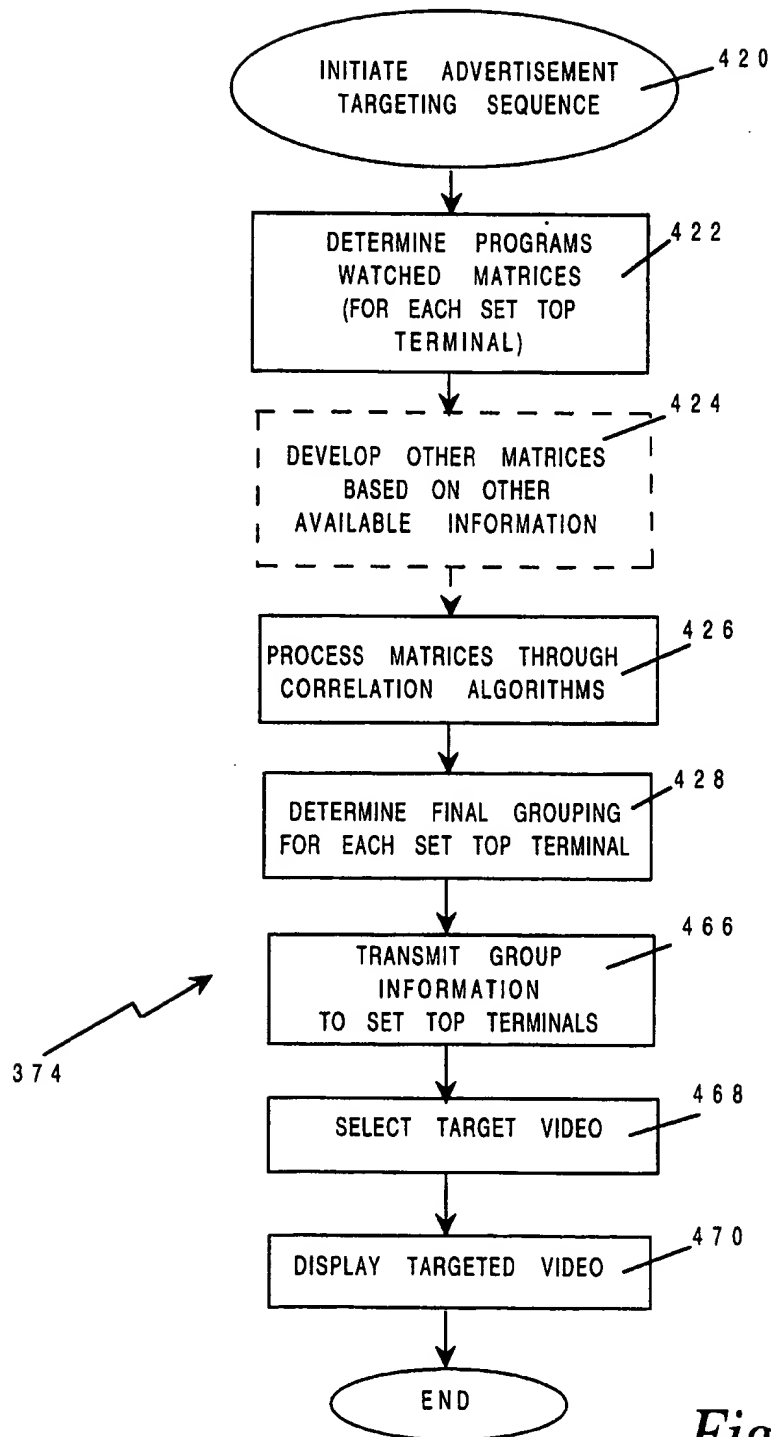 INITIATE ADVERTISEMENT
TARGETING SEQUENCE
420
DETERMINE PROGRAMS
WATCHED MATRICES
(FOR EACH SET TOP
TERMINAL)
422
DEVELOP OTHER MATRICES
BASED ON OTHER
AVAILABLE INFORMATION
424
PROCESS MATRICES THROUGH
CORRELATION ALGORITHMS
426
DETERMINE FINAL GROUPING
FOR EACH SET TOP TERMINAL
428
TRANSMIT GROUP
INFORMATION
TO SET TOP TERMINALS
466
374
SELECT TARGET VIDEO
468
DISPLAY TARGETED VIDEO
470
END
Fig